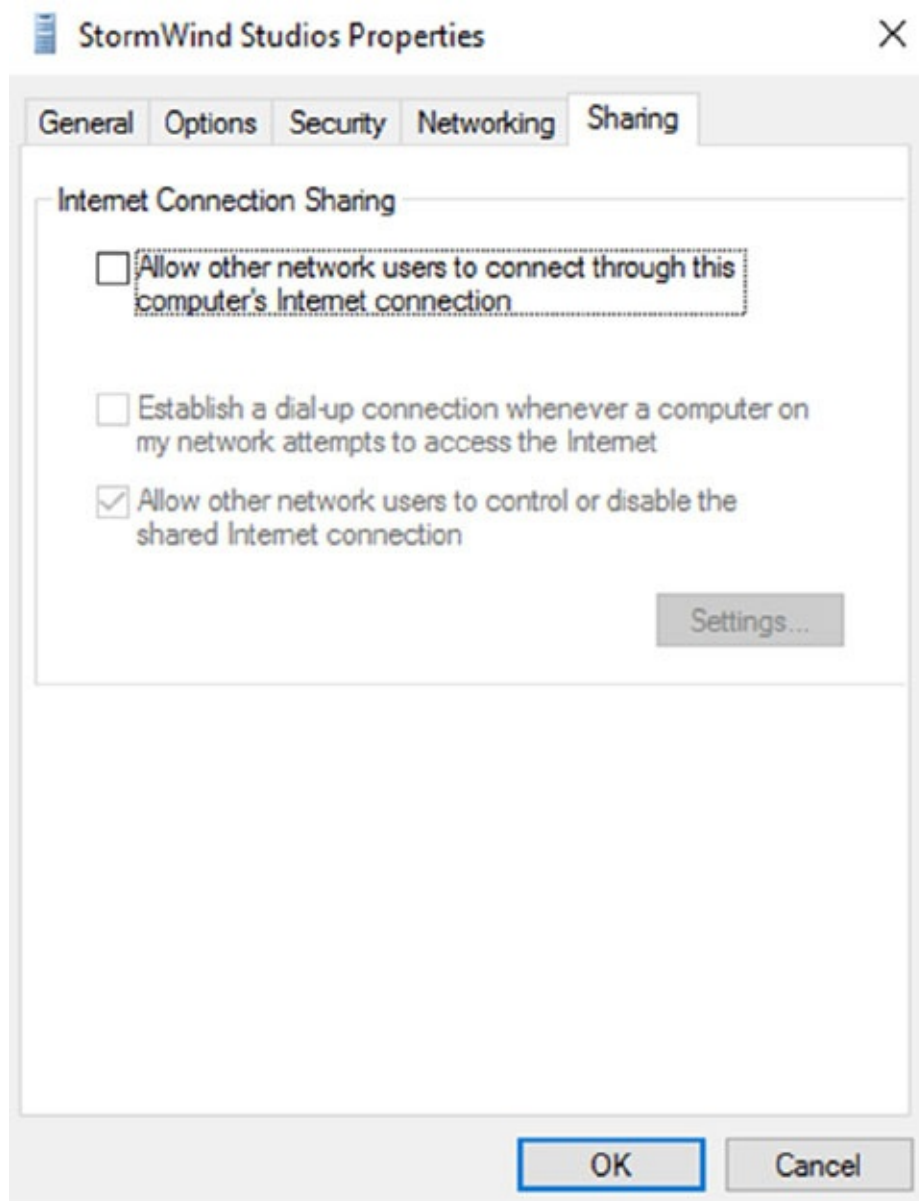 StormWind Studios Properties
General Options Security Networking Sharing
Internet Connection Sharing
Allow other network users to connect through this
computer's Internet connection
Establish a dial-up connection whenever a computer on
my network attempts to access the Internet
Allow other network users to control or disable the
shared Internet connection
Settings...
OK Cancel